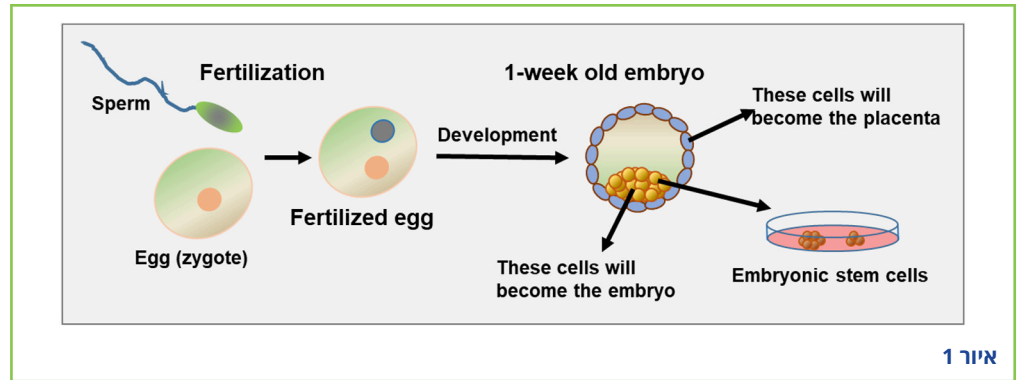 Fertilization
1-week old embryo
Sperm
These cells will
become the placenta
Development
Fertilized egg
Egg (zygote)
These cells will
become the embryo
Embryonic stem cells
איור 1